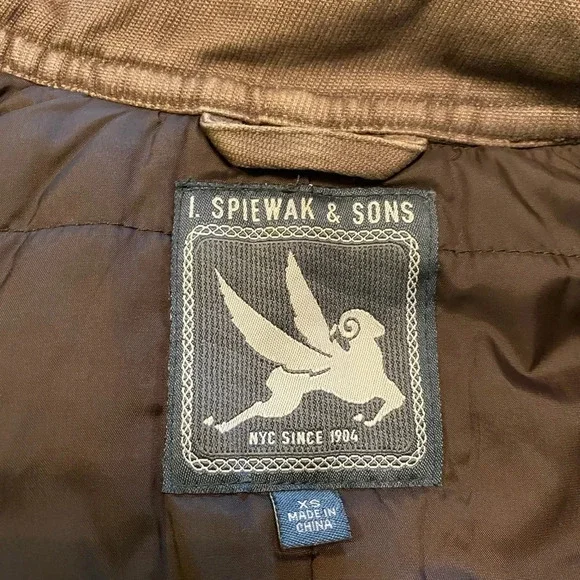 I. SPIEWAK & SONS
NYC SINCE 1904
XS
MADE IN
CHINA